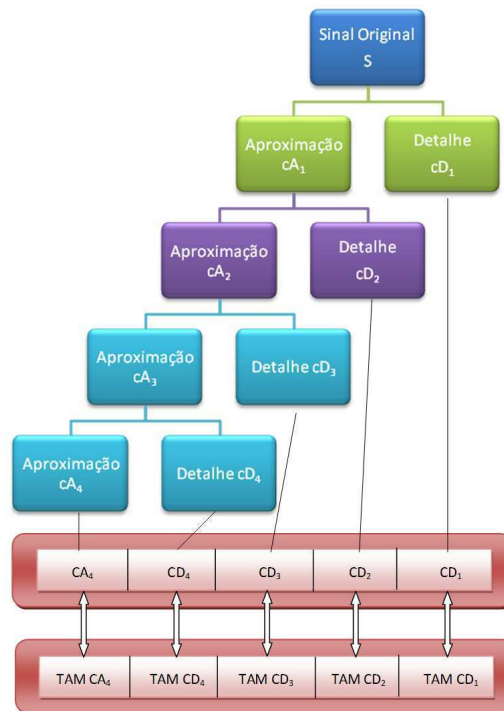 Sinal Original
S
Aproximação
cA₁
Detalhe
cD₁
Aproximação
cA₂
Detalhe
cD₂
Aproximação
cA₃
Detalhe cD₃
Aproximação
cA₄
Detalhe cD₄
CA₄ CD₄ CD₃ CD₂ CD₁
TAM CA₄ TAM CD₄ TAM CD₃ TAM CD₂ TAM CD₁